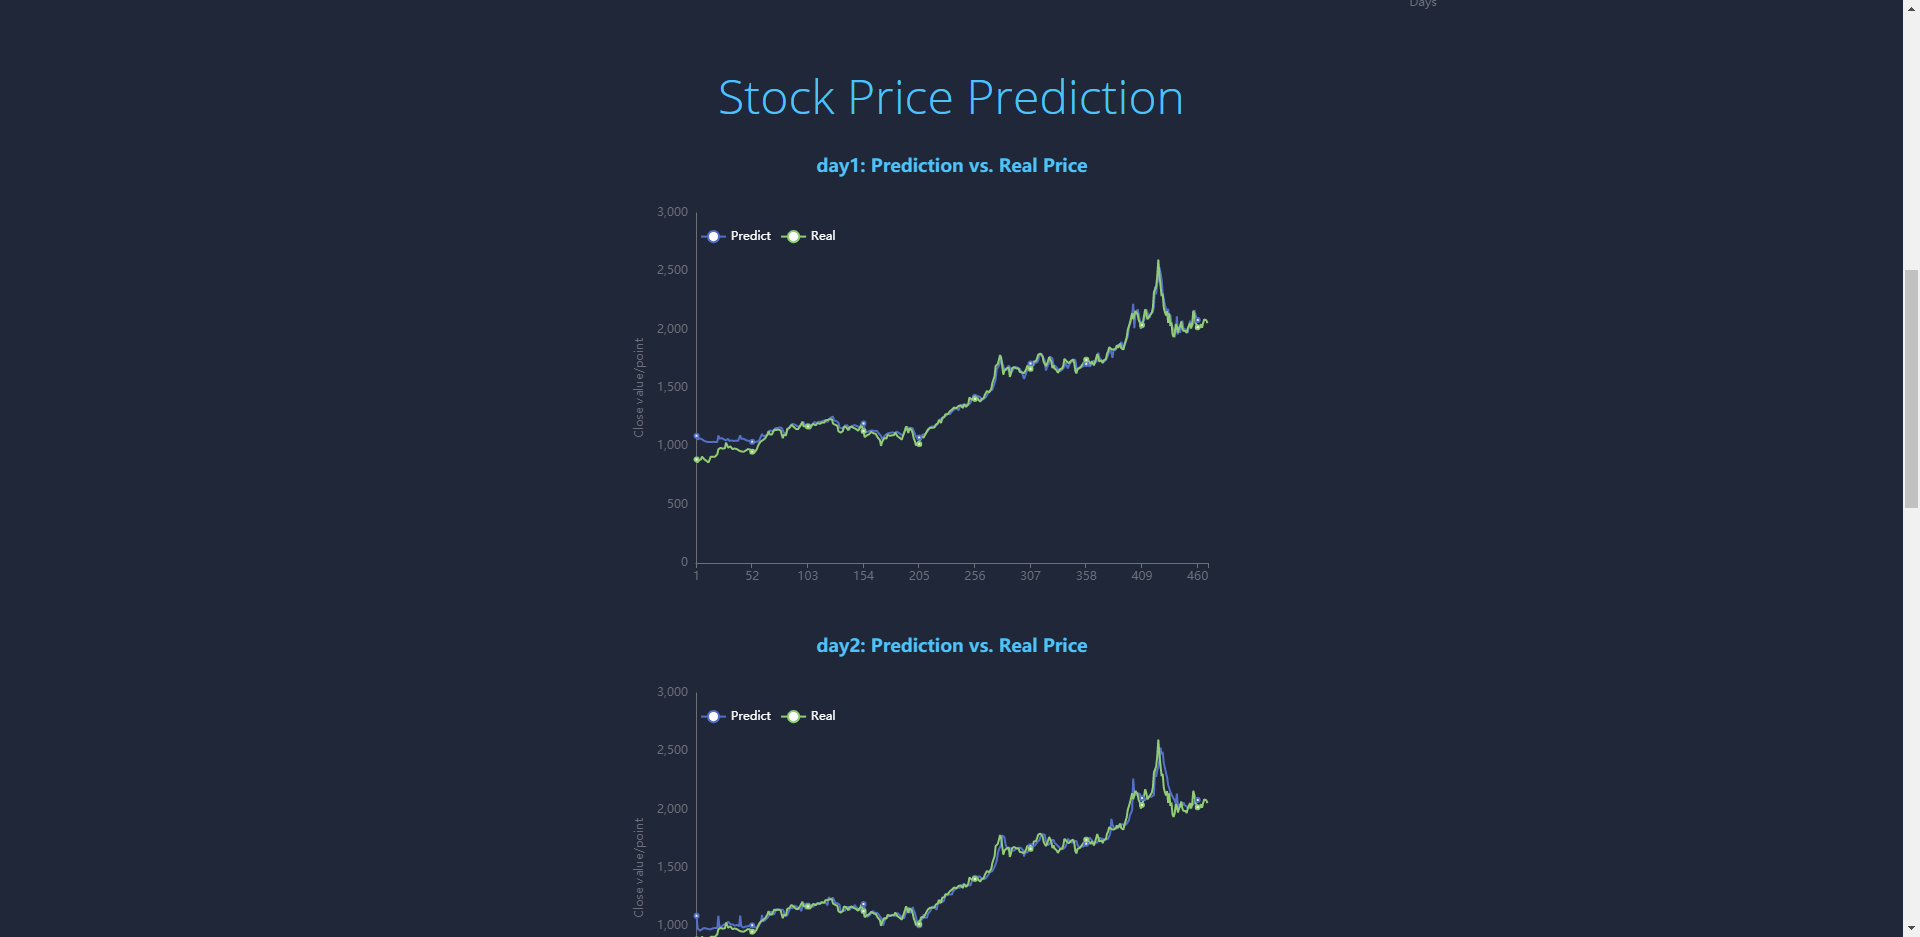 Days
Stock Price Prediction
day1: Prediction vs. Real Price
3,000
Predict Real
2,500
2,000
Close value/point
1,500
1,000
500
0
1 52 103 154 205 256 307 358 409 460
day2: Prediction vs. Real Price
3,000
Predict Real
2,500
2,000
Close value/point
1,500
1,000